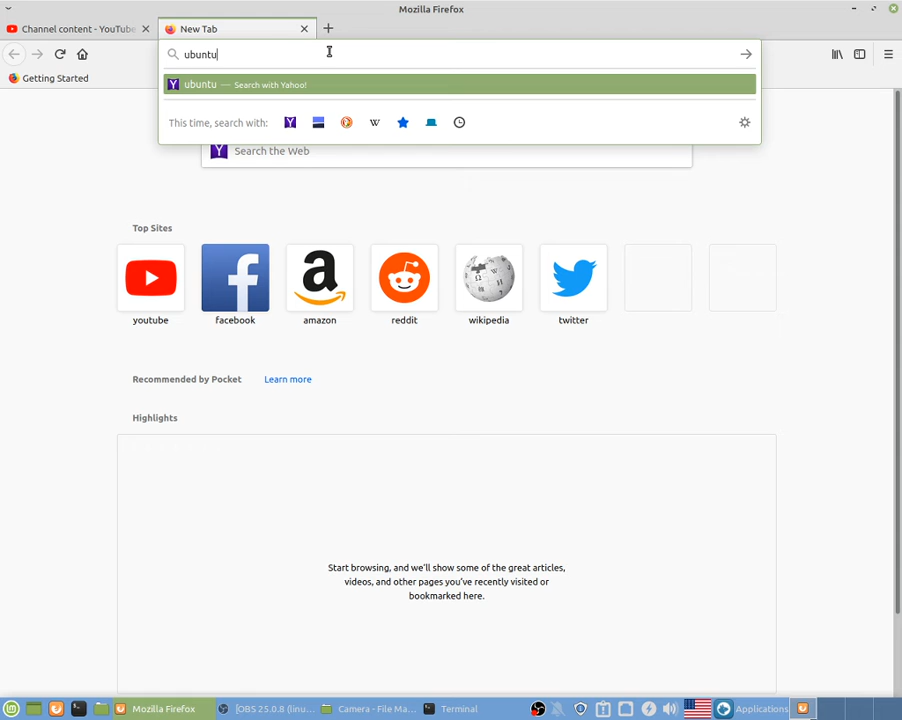 Mozilla Firefox
Channel content - YouTube
New Tab
ubuntu
Getting Started
ubuntu — Search with Yahoo!
This time, search with:
Search the Web
Top Sites
youtube
facebook
amazon
reddit
wikipedia
twitter
Recommended by Pocket
Learn more
Highlights
Start browsing, and we'll show some of the great articles,
videos, and other pages you've recently visited or
bookmarked here.
Mozilla Firefox
[OBS 25.0.8 (linu...
Camera - File Ma...
Terminal
Applications